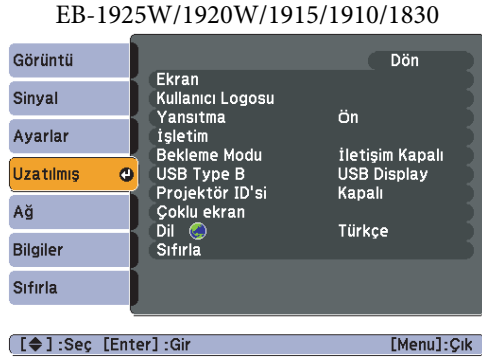 EB-1925W/1920W/1915/1910/1830
Görüntü
Sinyal
Ayarlar
Uzatılmış
Ağ
Bilgiler
Sıfırla
Dön
Ekran
Kullanıcı Logosu
Yansıtma Ön
İşletim
Bekleme Modu İletişim Kapalı
USB Type B USB Display
Projektör ID'si Kapalı
Çoklu ekran
Dil Türkçe
Sıfırla
[◆]:Seç [Enter]:Gir [Menu]:Çık